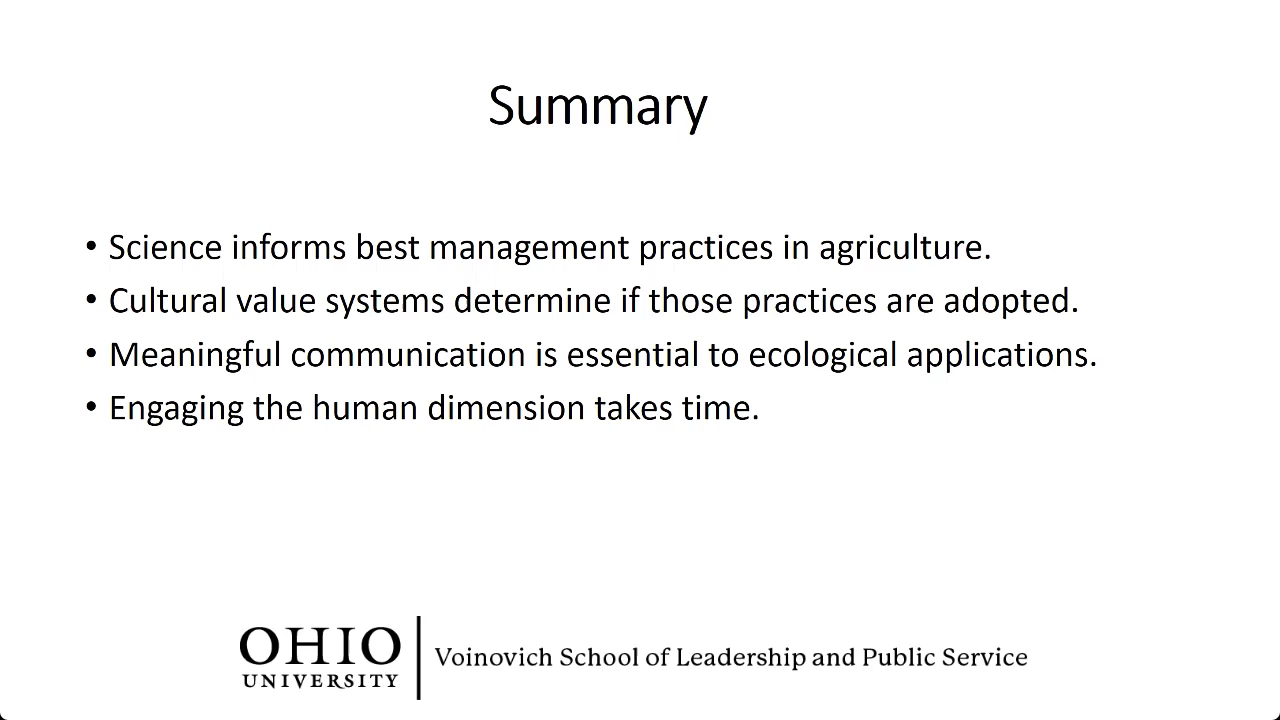 Summary
• Science informs best management practices in agriculture.
• Cultural value systems determine if those practices are adopted.
• Meaningful communication is essential to ecological applications.
• Engaging the human dimension takes time.
OHIO
UNIVERSITY
Voinovich School of Leadership and Public Service